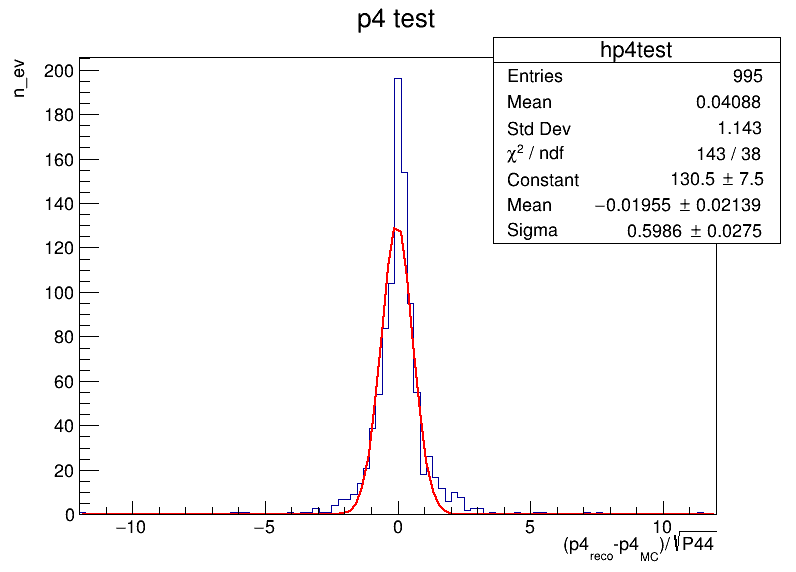 p4 test
hp4test
Entries 995
Mean 0.04088
Std Dev 1.143
χ² / ndf 143 / 38
Constant 130.5 ± 7.5
Mean −0.01955 ± 0.02139
Sigma 0.5986 ± 0.0275
n_ev
200
180
160
140
120
100
80
60
40
20
0
−10 −5 0 5 10
(p4reco-p4MC)/√P44